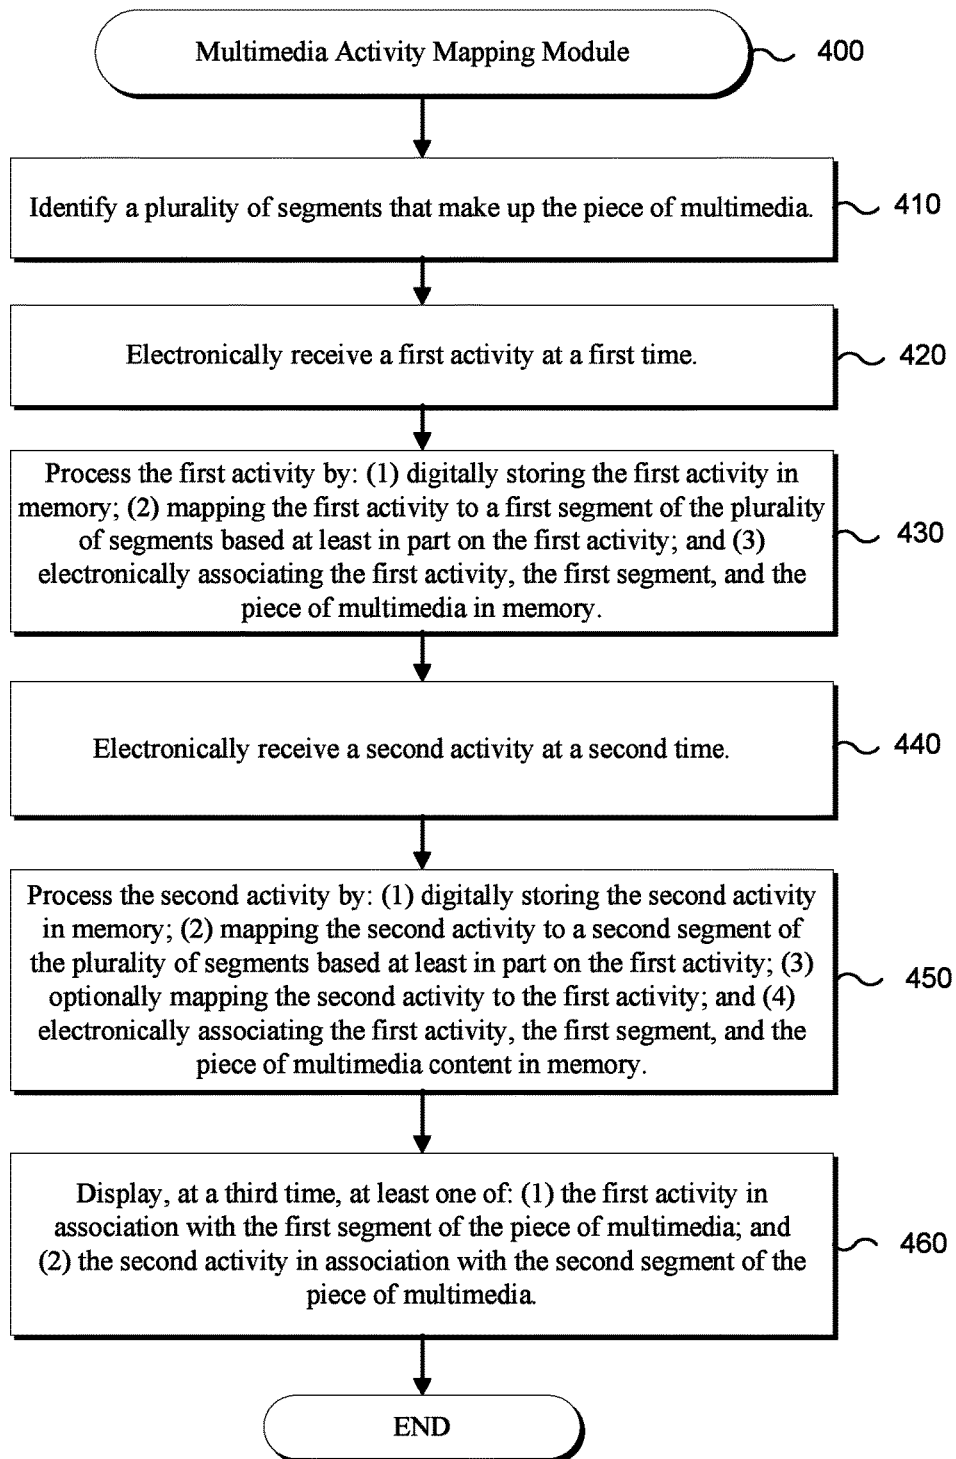 Multimedia Activity Mapping Module
400
Identify a plurality of segments that make up the piece of multimedia.
410
Electronically receive a first activity at a first time.
420
Process the first activity by: (1) digitally storing the first activity in
memory; (2) mapping the first activity to a first segment of the plurality
of segments based at least in part on the first activity; and (3)
electronically associating the first activity, the first segment, and the
piece of multimedia in memory.
430
Electronically receive a second activity at a second time.
440
Process the second activity by: (1) digitally storing the second activity
in memory; (2) mapping the second activity to a second segment of
the plurality of segments based at least in part on the first activity; (3)
optionally mapping the second activity to the first activity; and (4)
electronically associating the first activity, the first segment, and the
piece of multimedia content in memory.
450
Display, at a third time, at least one of: (1) the first activity in
association with the first segment of the piece of multimedia; and
(2) the second activity in association with the second segment of the
piece of multimedia.
460
END